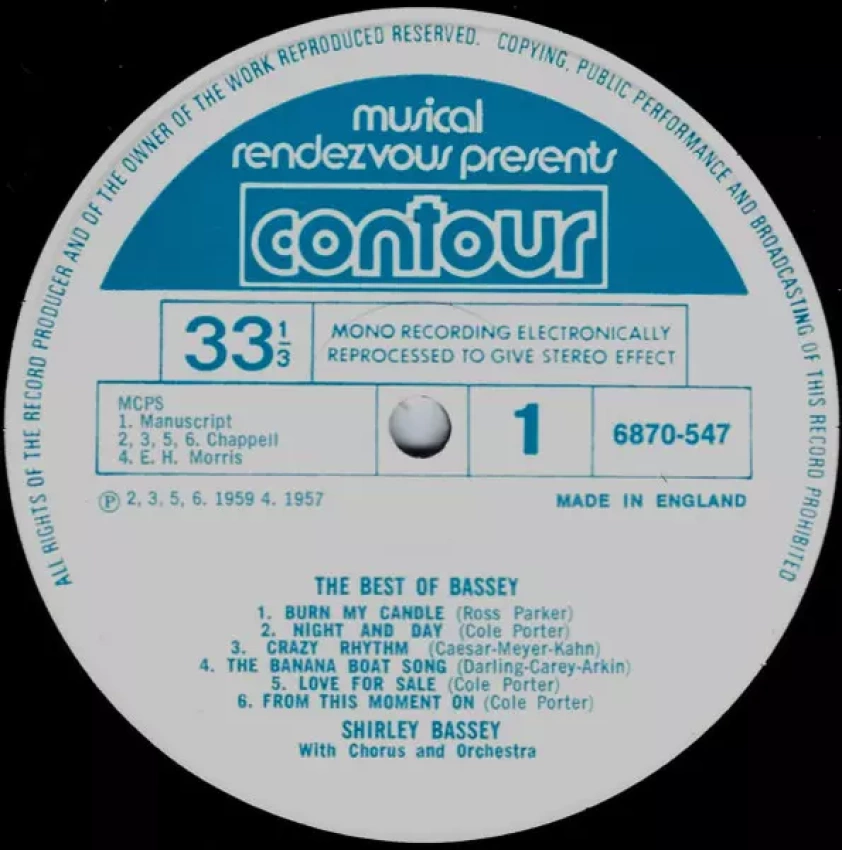 ALL RIGHTS OF THE RECORD PRODUCER AND OF THE OWNER OF THE WORK REPRODUCED RESERVED. COPYING, PUBLIC PERFORMANCE AND BROADCASTING OF THIS RECORD PROHIBITED
musical
rendezvous presents
contour
33 1/3
MONO RECORDING ELECTRONICALLY
REPROCESSED TO GIVE STEREO EFFECT
MCPS
1. Manuscript
2, 3, 5, 6. Chappell
4. E. H. Morris
1
6870-547
Ⓟ 2, 3, 5, 6. 1959 4. 1957
MADE IN ENGLAND
THE BEST OF BASSEY
1. BURN MY CANDLE (Ross Parker)
2. NIGHT AND DAY (Cole Porter)
3. CRAZY RHYTHM (Caesar-Meyer-Kahn)
4. THE BANANA BOAT SONG (Darling-Carey-Arkin)
5. LOVE FOR SALE (Cole Porter)
6. FROM THIS MOMENT ON (Cole Porter)
SHIRLEY BASSEY
With Chorus and Orchestra